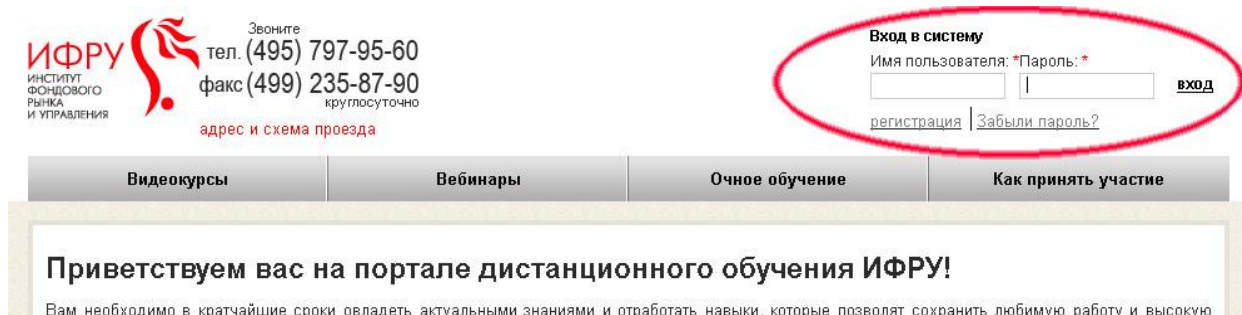 ИФРУ
ИНСТИТУТ
ФОНДОВОГО
РЫНКА
И УПРАВЛЕНИЯ
Звоните
тел. (495) 797-95-60
факс (499) 235-87-90
круглосуточно
адрес и схема проезда
Вход в систему
Имя пользователя: *Пароль: *
вход
регистрация Забыли пароль?
Видеокурсы Вебинары Очное обучение Как принять участие
Приветствуем вас на портале дистанционного обучения ИФРУ!
Вам необходимо в кратчайшие сроки овладеть актуальными знаниями и отработать навыки, которые позволят сохранить любимую работу и высокую